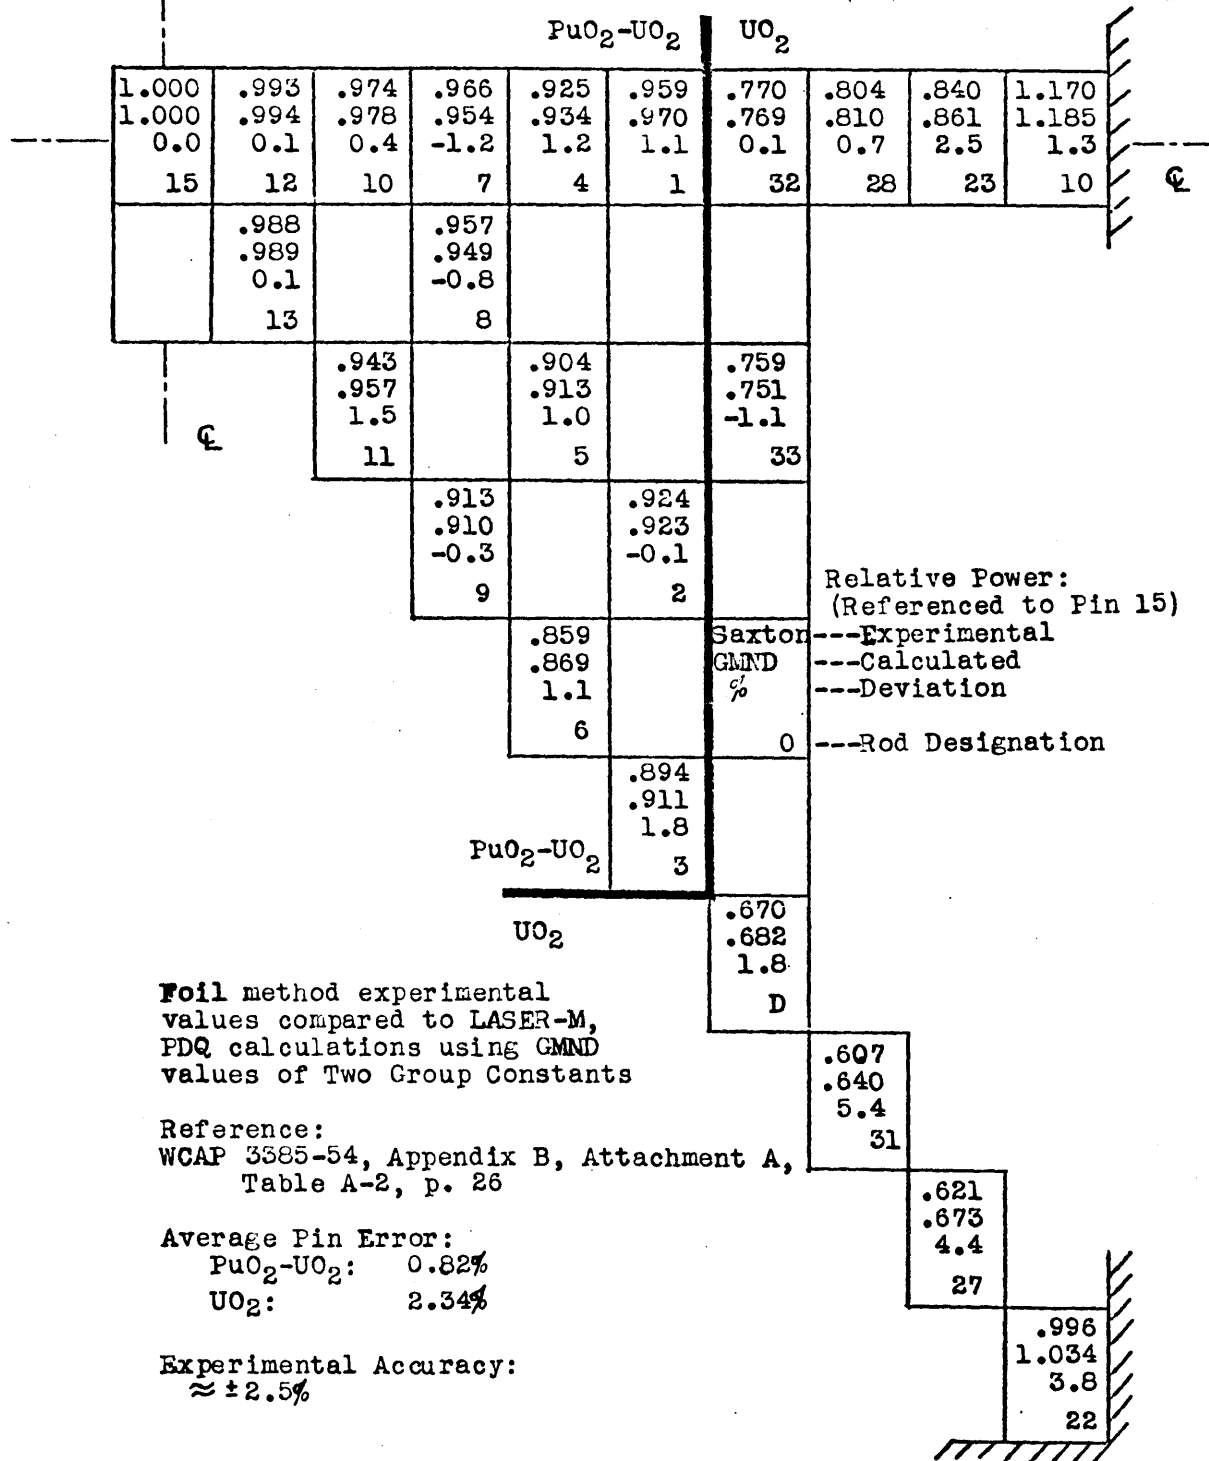 PuO2-UO2 UO2
1.000 .993 .974 .966 .925 .959 .770 .804 .840 1.170
1.000 .994 .978 .954 .934 .970 .769 .810 .861 1.185
0.0 0.1 0.4 -1.2 1.2 1.1 0.1 0.7 2.5 1.3
15 12 10 7 4 1 32 28 23 10
℄
.988 .957
.989 .949
0.1 -0.8
13 8
.943 .904 .759
.957 .913 .751
1.5 1.0 -1.1
℄
11 5 33
.913 .924
.910 .923
-0.3 -0.1
9 2
Relative Power:
(Referenced to Pin 15)
.859 Saxton---Experimental
.869 GMND ---Calculated
1.1 % ---Deviation
6 0 ---Rod Designation
.894
.911
1.8
PuO2-UO2 3
UO2
.670
.682
1.8
D
Foil method experimental
values compared to LASER-M,
PDQ calculations using GMND
values of Two Group Constants
.607
.640
5.4
31
Reference:
WCAP 3385-54, Appendix B, Attachment A,
Table A-2, p. 26
.621
.673
4.4
27
Average Pin Error:
PuO2-UO2: 0.82%
UO2: 2.34%
.996
1.034
3.8
22
Experimental Accuracy:
≈ ±2.5%